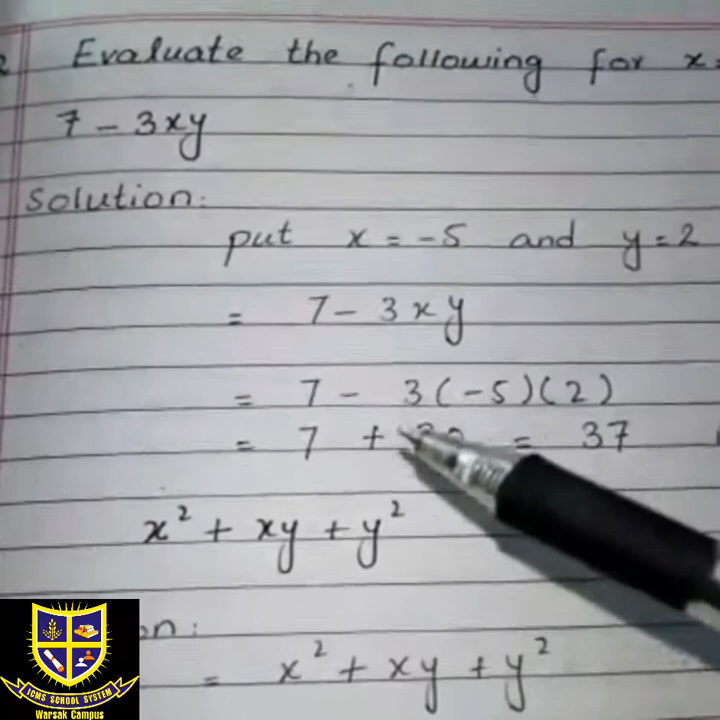 Evaluate the following for x =
7 - 3xy
Solution:
put x = -5 and y = 2
= 7 - 3xy
= 7 - 3(-5)(2)
= 7 + = 37
x² + xy + y²
on:
= x² + xy + y²
ICMS SCHOOL SYSTEM
Warsak Campus